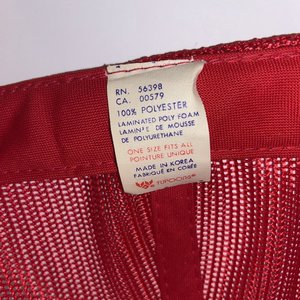 RN. 56398
CA. 00579
100% POLYESTER
LAMINATED POLY FOAM
DE MOUSSE
DE POLYURETHANE
ONE SIZE FITS ALL
POINTURE UNIQUE
MADE IN KOREA
FABRIQUÉ EN CORÉE
YUPOONG